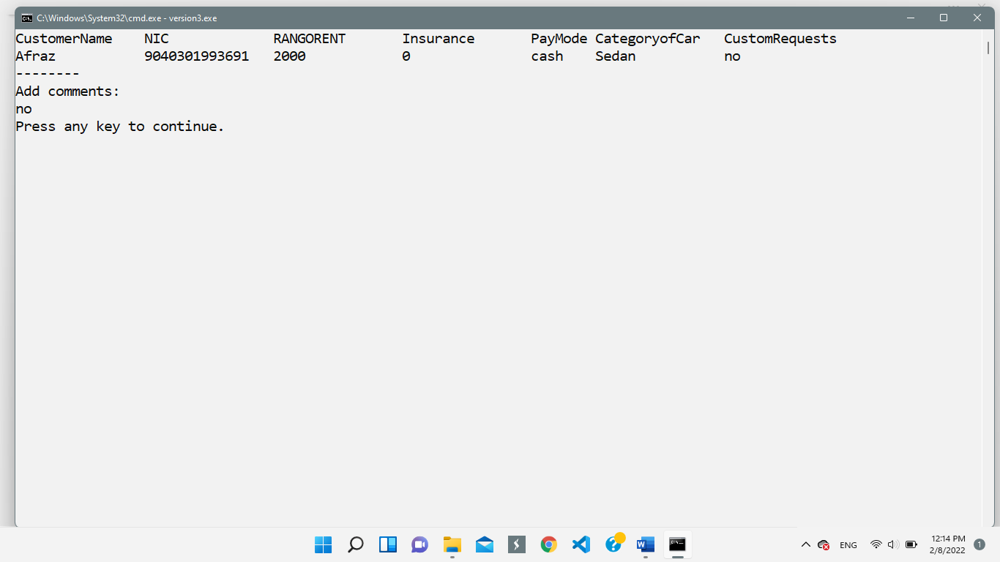 C:\Windows\System32\cmd.exe - version3.exe
CustomerName NIC RANGORENT Insurance PayMode CategoryofCar CustomRequests
Afraz 9040301993691 2000 0 cash Sedan no
--------
Add comments:
no
Press any key to continue.
ENG
12:14 PM
2/8/2022
1